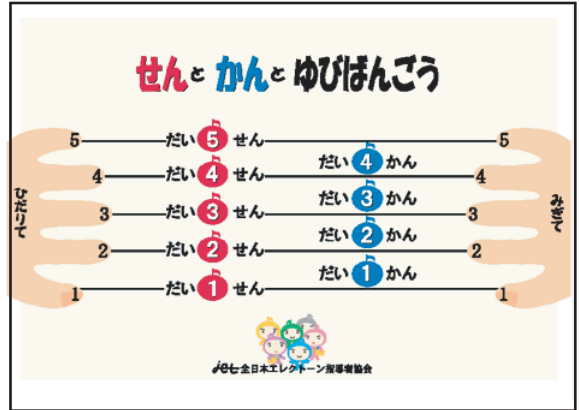 せんとかんとゆびばんごう
5 だい5せん 5
だい4かん
4 だい4せん 4
だい3かん
3 だい3せん 3
だい2かん
2 だい2せん 2
だい1かん
1 だい1せん 1
ひだりて
みぎて
jet 全日本エレクトーン指導者協会